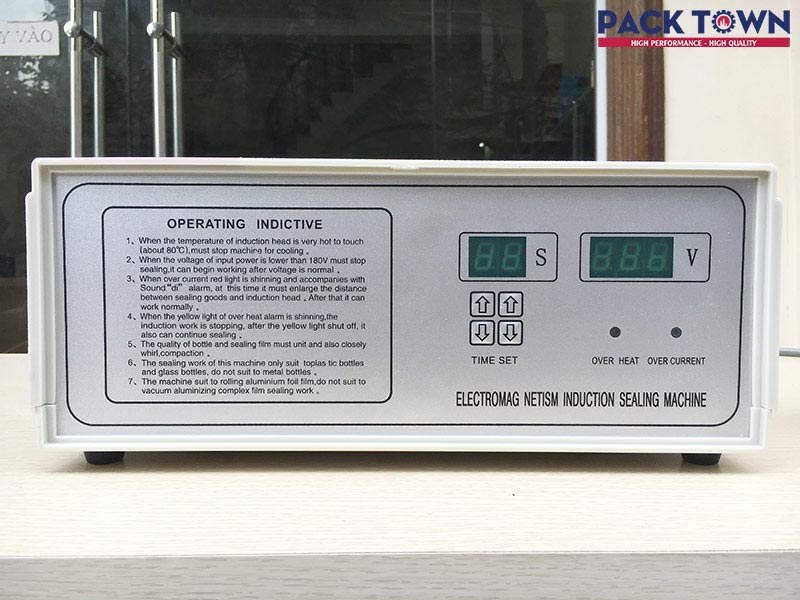 PACK TOWN
HIGH PERFORMANCE - HIGH QUALITY
VÀO
OPERATING INDICTIVE
1、When the temperature of induction head is very hot to touch
(about 80℃),must stop machine for cooling 。
2、When the voltage of input power is lower than 180V must stop
sealing,it can begin working after voltage is normal 。
3、When over current red light is shinning and accompanies with
Sound“di”alarm, at this time it must enlarge the distance
between sealing goods and induction head 。After that it can
work normally 。
4、When the yellow light of over heat alarm is shinning,the
induction work is stopping, after the yellow light shut off, it
also can continue sealing 。
5、The quality of bottle and sealing film must unit and also closely
whirl,compaction 。
6、The sealing work of this machine only suit toplas tic bottles
and glass bottles, do not suit to metal bottles 。
7、The machine suit to rolling aluminium foil film,do not suit to
vacuum aluminizing complex film sealing work 。
S
V
TIME SET
OVER HEAT OVER CURRENT
ELECTROMAG NETISM INDUCTION SEALING MACHINE